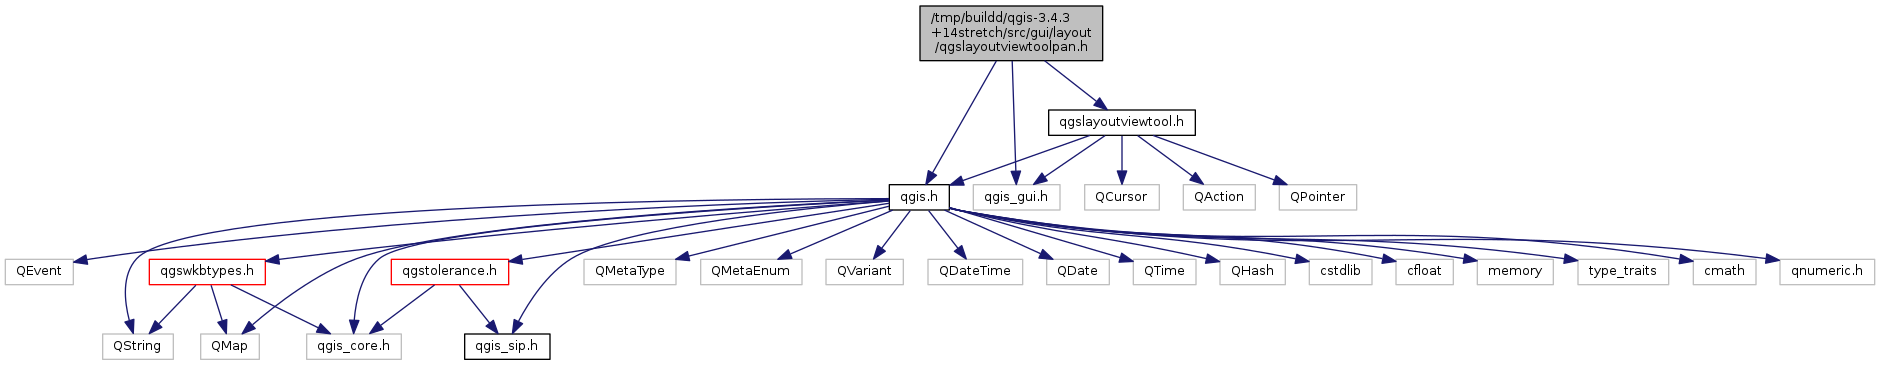 /tmp/buildd/qgis-3.4.3
+14stretch/src/gui/layout
/qgslayoutviewtoolpan.h
qgslayoutviewtool.h
qgis.h
qgis_gui.h
QCursor
QAction
QPointer
QEvent
qgswkbtypes.h
qgstolerance.h
QMetaType
QMetaEnum
QVariant
QDateTime
QDate
QTime
QHash
cstdlib
cfloat
memory
type_traits
cmath
qnumeric.h
QString
QMap
qgis_core.h
qgis_sip.h